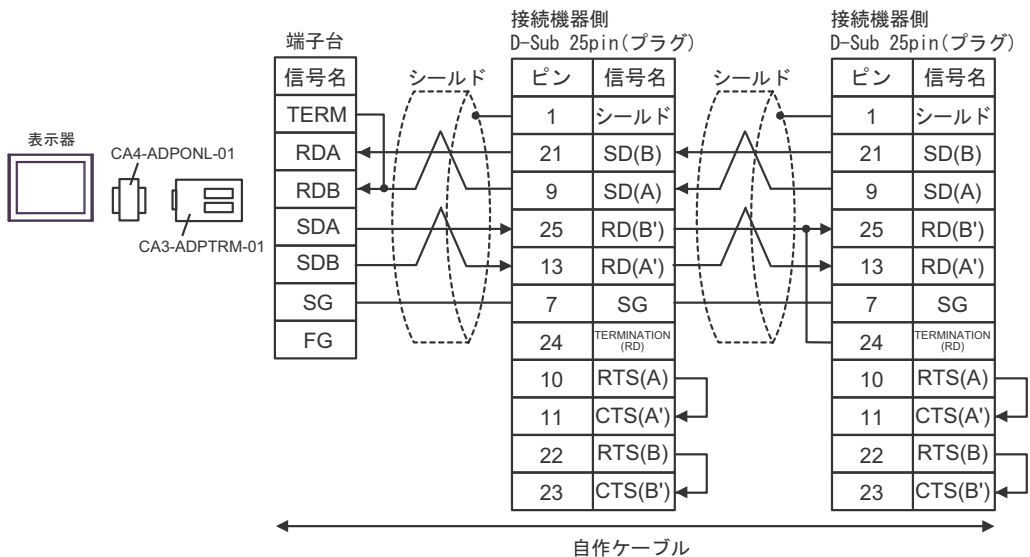 表示器
CA4-ADPONL-01
CA3-ADPTRM-01
端子台
信号名
TERM
RDA
RDB
SDA
SDB
SG
FG
シールド
接続機器側
D-Sub 25pin(プラグ)
ピン 信号名
1 シールド
21 SD(B)
9 SD(A)
25 RD(B')
13 RD(A')
7 SG
24 TERMINATION
(RD)
10 RTS(A)
11 CTS(A')
22 RTS(B)
23 CTS(B')
シールド
接続機器側
D-Sub 25pin(プラグ)
ピン 信号名
1 シールド
21 SD(B)
9 SD(A)
25 RD(B')
13 RD(A')
7 SG
24 TERMINATION
(RD)
10 RTS(A)
11 CTS(A')
22 RTS(B)
23 CTS(B')
自作ケーブル